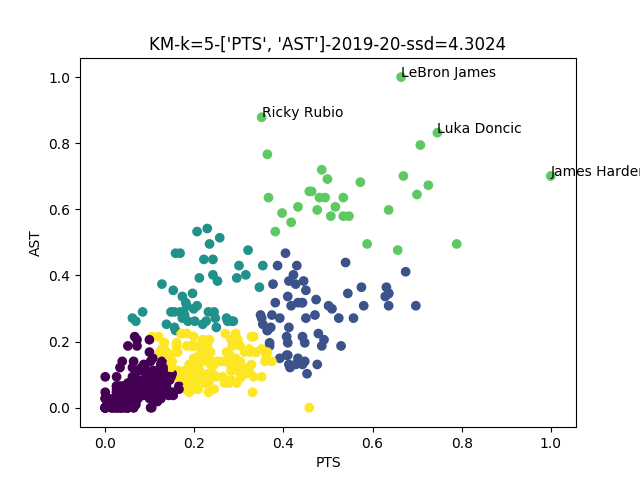 KM-k=5-['PTS', 'AST']-2019-20-ssd=4.3024
1.0
0.8
0.6
0.4
0.2
0.0
AST
LeBron James
Ricky Rubio
Luka Doncic
James Harden
0.0 0.2 0.4 0.6 0.8 1.0
PTS